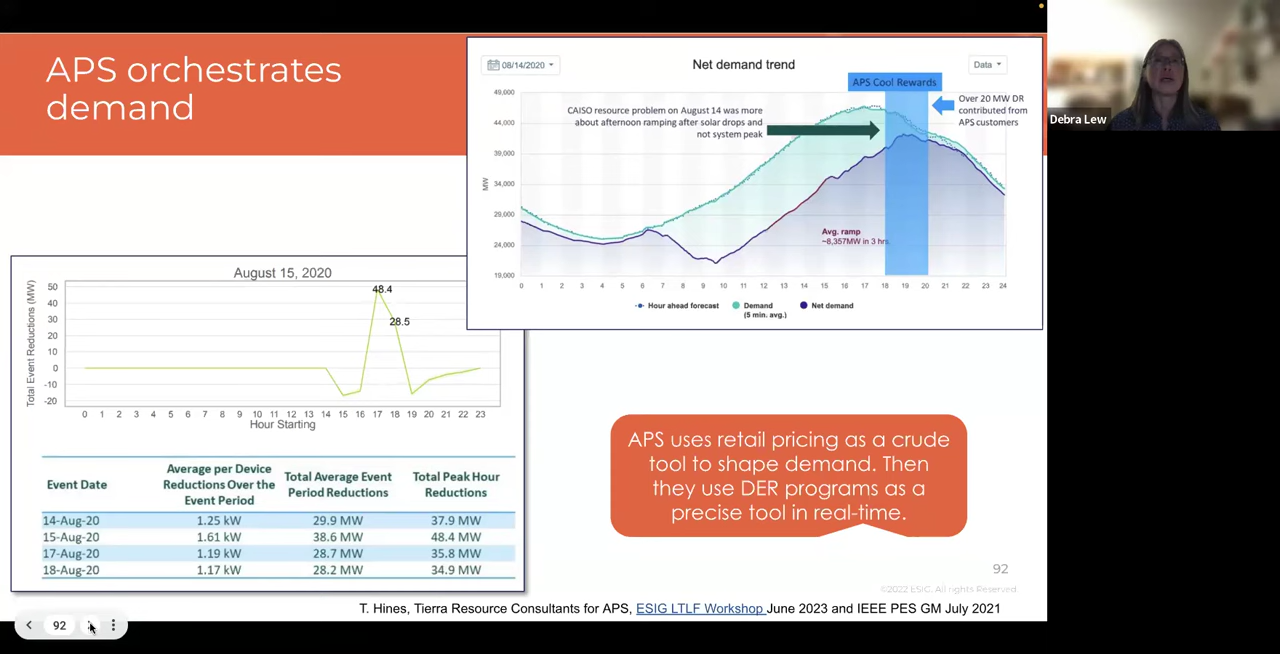 APS orchestrates
demand
08/14/2020
Net demand trend
Data
APS Cool Rewards
CAISO resource problem on August 14 was more
about afternoon ramping after solar drops and
not system peak
Over 20 MW DR
contributed from
APS customers
MW
49,000
44,000
39,000
34,000
29,000
24,000
19,000
Avg. ramp
~8,357MW in 3 hrs
0 1 2 3 4 5 6 7 8 9 10 11 12 13 14 15 16 17 18 19 20 21 22 23 24
Hour ahead forecast Demand Net demand
(5 min. avg.)
Debra Lew
August 15, 2020
Total Event Reductions (MW)
50
40
30
20
10
0
-10
-20
48.4
28.5
0 1 2 3 4 5 6 7 8 9 10 11 12 13 14 15 16 17 18 19 20 21 22 23
Hour Starting
Event Date Average per Device Reductions Over the Event Period Total Average Event Period Reductions Total Peak Hour Reductions
14-Aug-20 1.25 kW 29.9 MW 37.9 MW
15-Aug-20 1.61 kW 38.6 MW 48.4 MW
17-Aug-20 1.19 kW 28.7 MW 35.8 MW
18-Aug-20 1.17 kW 28.2 MW 34.9 MW
APS uses retail pricing as a crude
tool to shape demand. Then
they use DER programs as a
precise tool in real-time.
92
©2022 ESIG. All rights Reserved
T. Hines, Tierra Resource Consultants for APS, ESIG LTLF Workshop June 2023 and IEEE PES GM July 2021
92